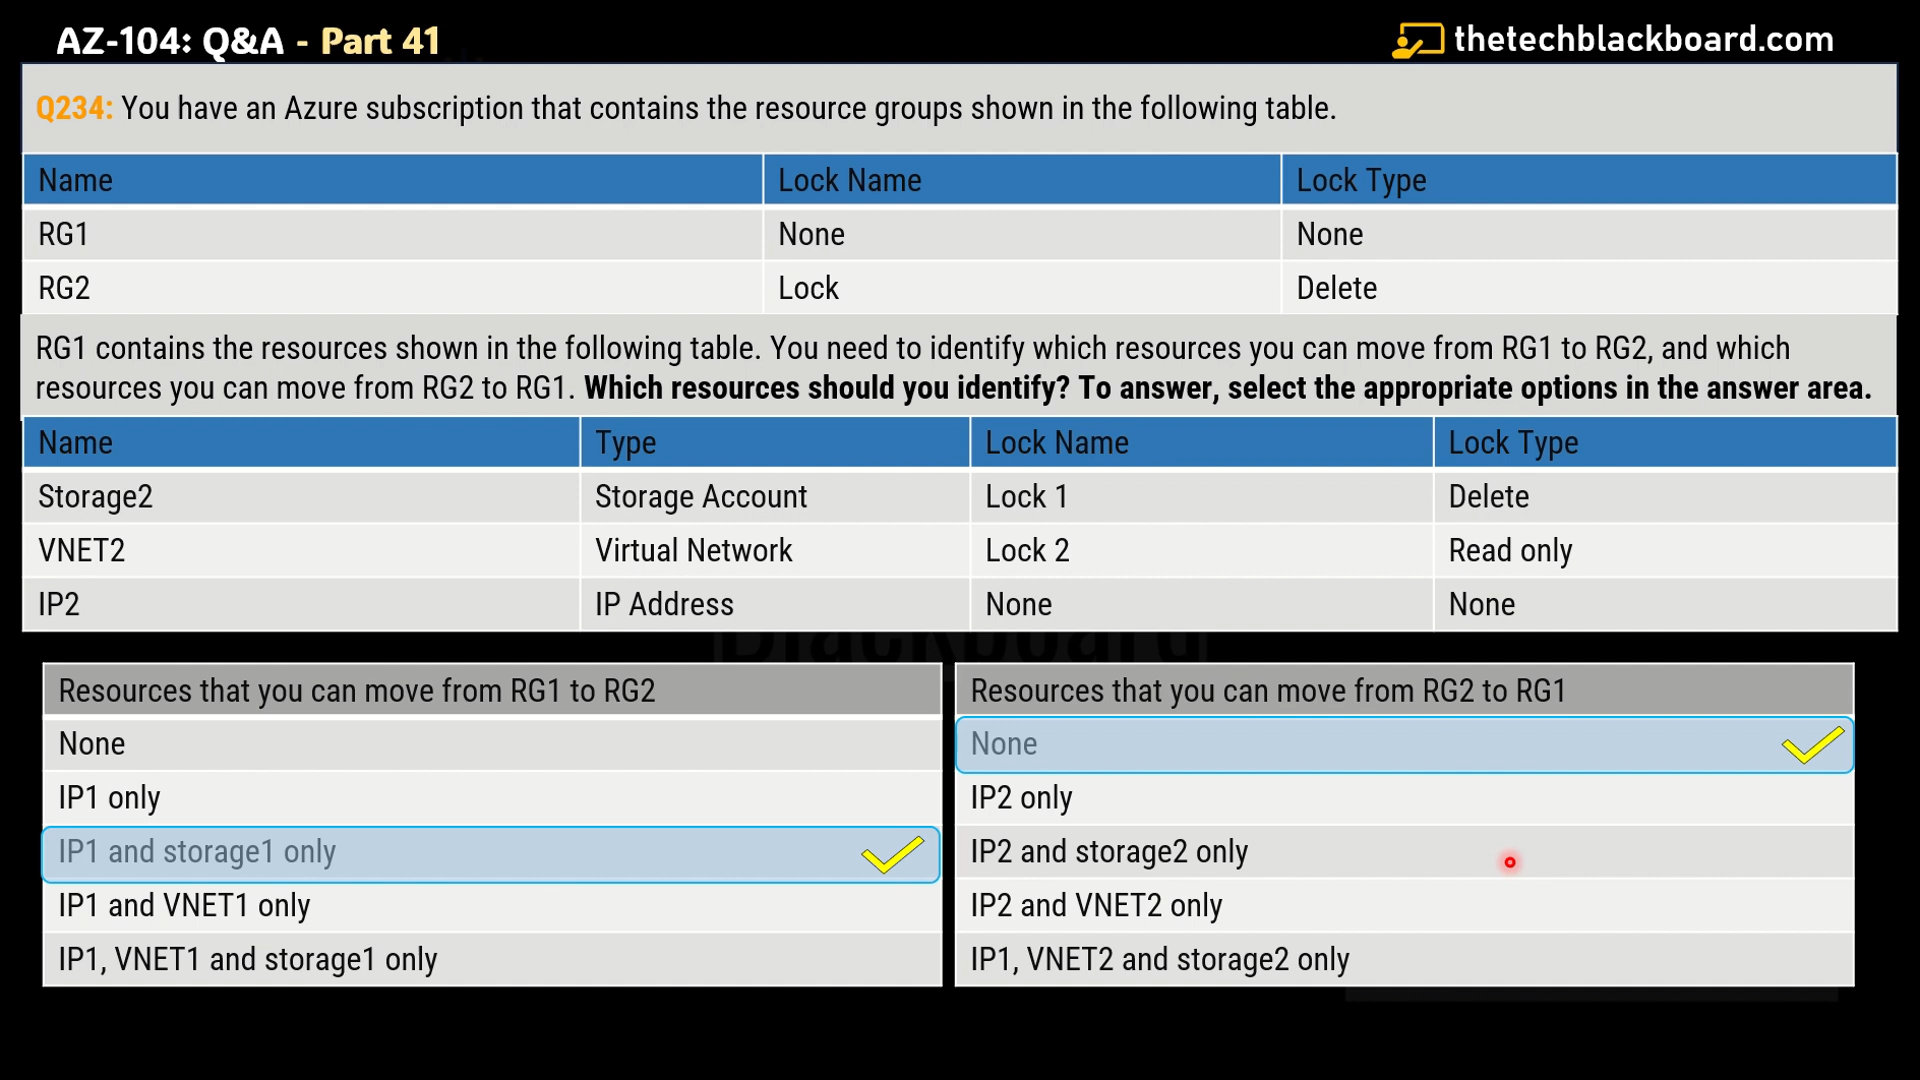 AZ-104: Q&A - Part 41
thetechblackboard.com
Q234: You have an Azure subscription that contains the resource groups shown in the following table.
Name Lock Name Lock Type
RG1 None None
RG2 Lock Delete
RG1 contains the resources shown in the following table. You need to identify which resources you can move from RG1 to RG2, and which
resources you can move from RG2 to RG1. Which resources should you identify? To answer, select the appropriate options in the answer area.
Name Type Lock Name Lock Type
Storage2 Storage Account Lock 1 Delete
VNET2 Virtual Network Lock 2 Read only
IP2 IP Address None None
Blackboard
Resources that you can move from RG1 to RG2
None
IP1 only
IP1 and storage1 only
IP1 and VNET1 only
IP1, VNET1 and storage1 only
Resources that you can move from RG2 to RG1
None
IP2 only
IP2 and storage2 only
IP2 and VNET2 only
IP1, VNET2 and storage2 only